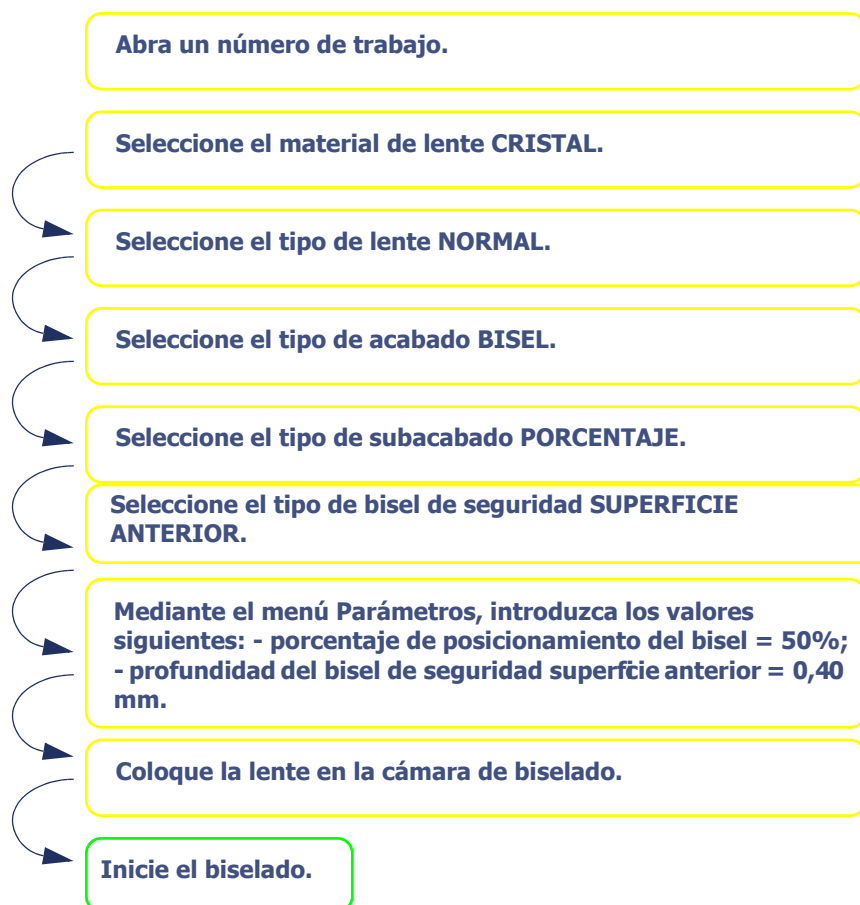 Abra un número de trabajo.
Seleccione el material de lente CRISTAL.
Seleccione el tipo de lente NORMAL.
Seleccione el tipo de acabado BISEL.
Seleccione el tipo de subacabado PORCENTAJE.
Seleccione el tipo de bisel de seguridad SUPERFICIE
ANTERIOR.
Mediante el menú Parámetros, introduzca los valores
siguientes: - porcentaje de posicionamiento del bisel = 50%;
- profundidad del bisel de seguridad superficie anterior = 0,40
mm.
Coloque la lente en la cámara de biselado.
Inicie el biselado.